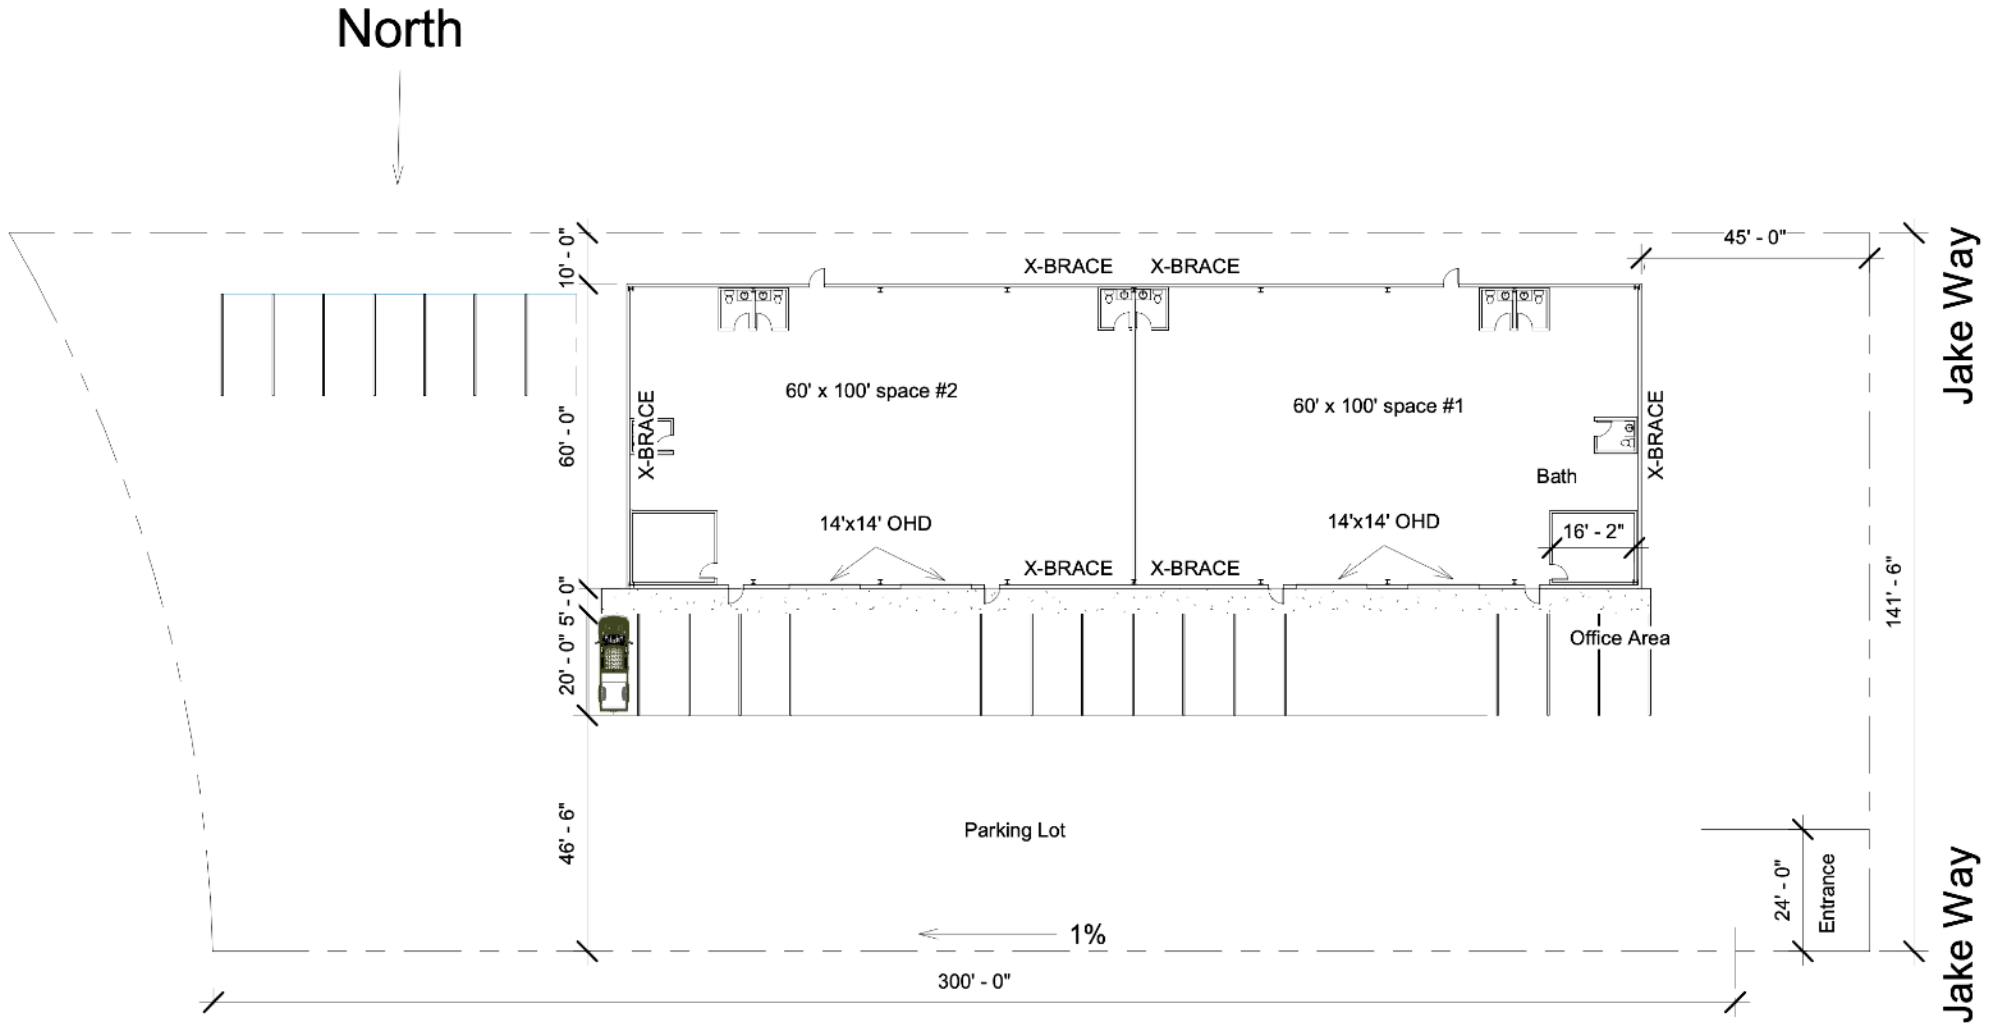 North
45' - 0"
10' - 0"
X-BRACE X-BRACE
Jake Way
60' x 100' space #2
60' x 100' space #1
60' - 0"
X-BRACE
X-BRACE
Bath
14'x14' OHD
14'x14' OHD
16' - 2"
X-BRACE X-BRACE
5' - 0"
141' - 6"
Office Area
20' - 0"
46' - 6"
Parking Lot
24' - 0"
Entrance
Jake Way
1%
300' - 0"